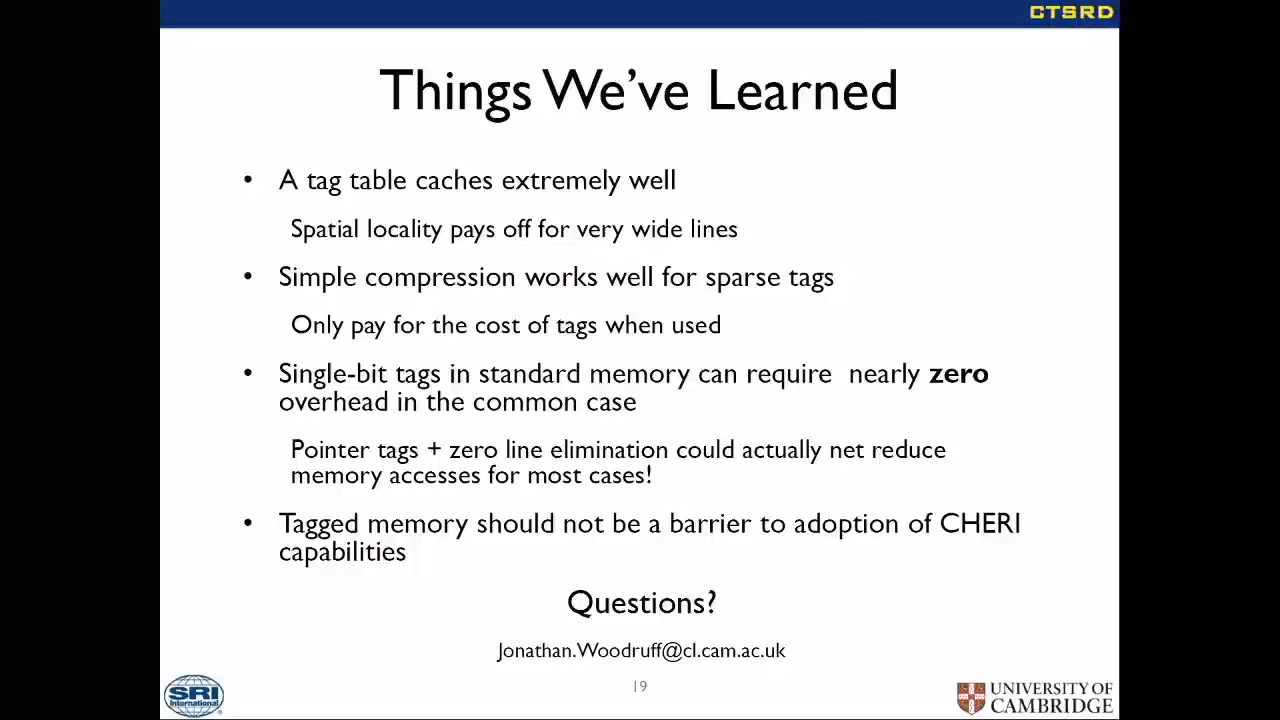 CTSRD
Things We've Learned
• A tag table caches extremely well
Spatial locality pays off for very wide lines
• Simple compression works well for sparse tags
Only pay for the cost of tags when used
• Single-bit tags in standard memory can require nearly zero
overhead in the common case
Pointer tags + zero line elimination could actually net reduce
memory accesses for most cases!
• Tagged memory should not be a barrier to adoption of CHERI
capabilities
Questions?
Jonathan.Woodruff@cl.cam.ac.uk
19
SRI
International
UNIVERSITY OF
CAMBRIDGE